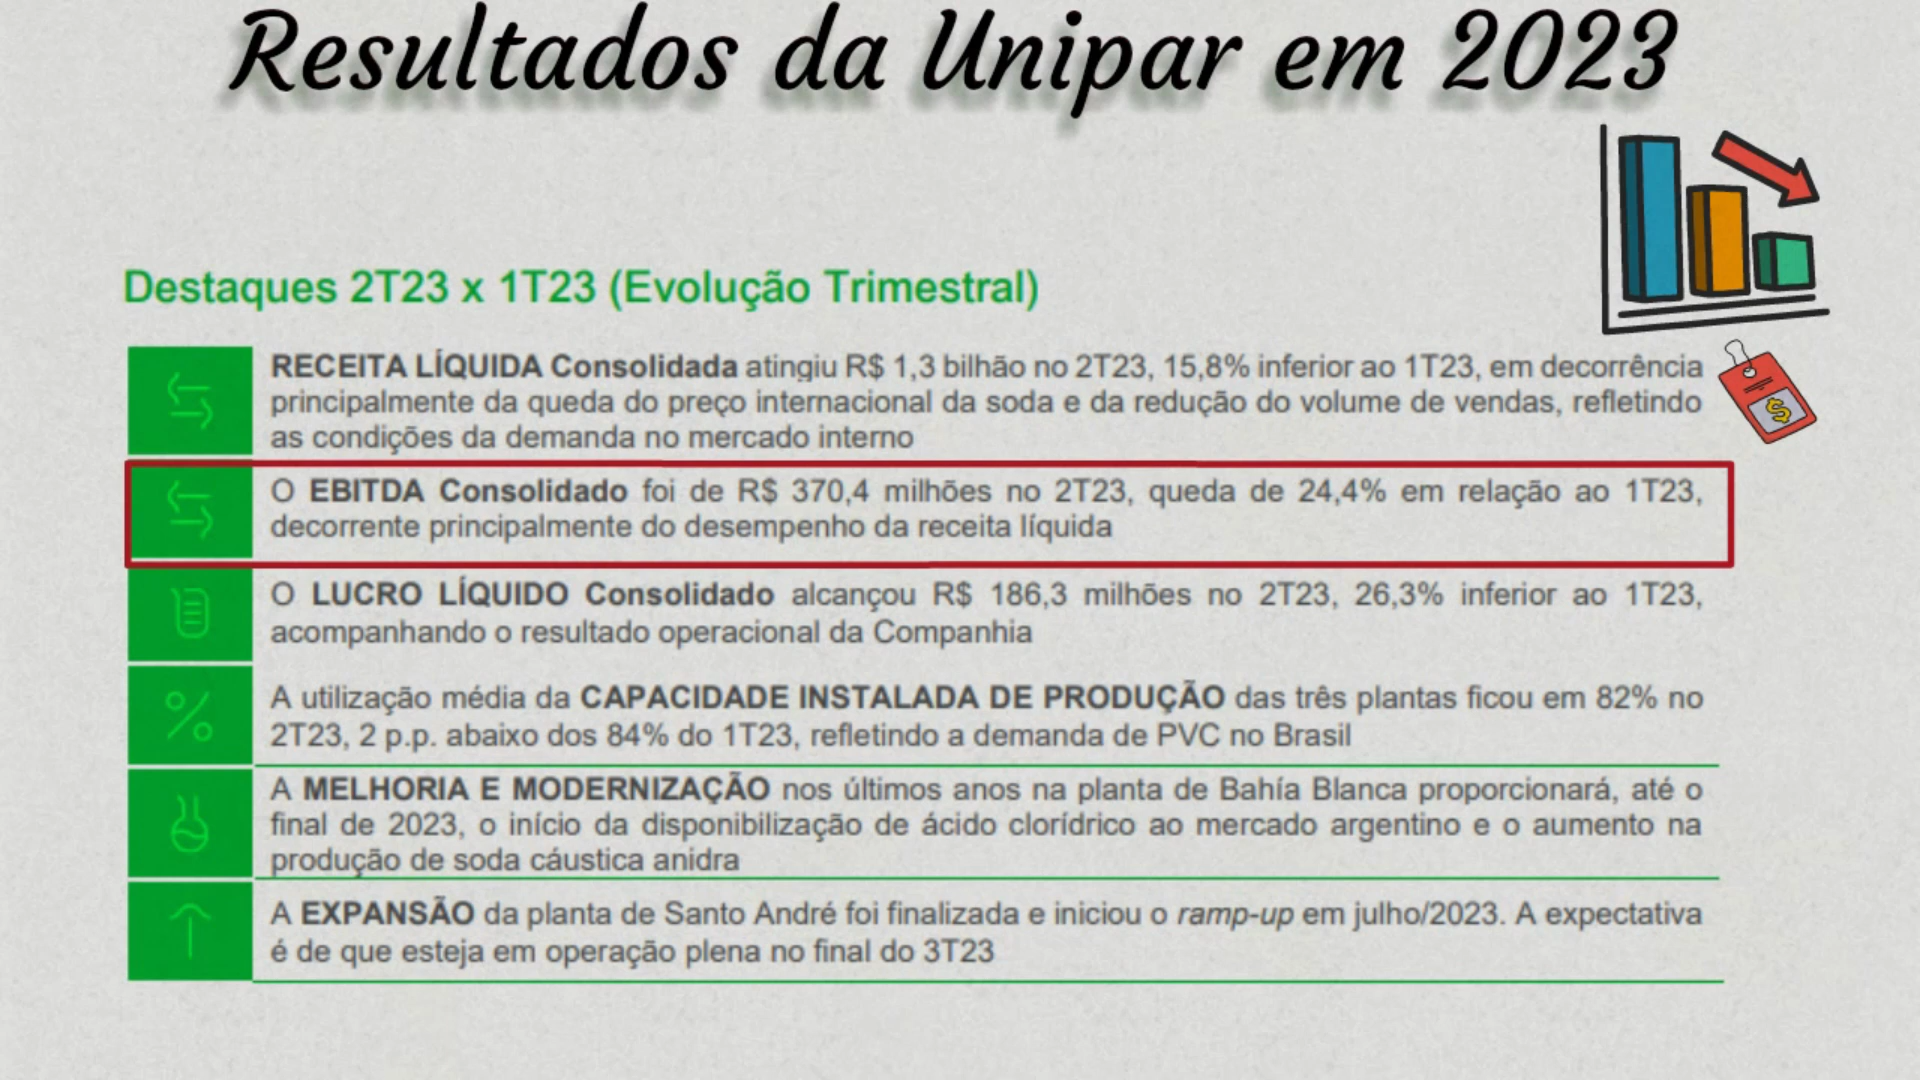 Resultados da Unipar em 2023
Destaques 2T23 x 1T23 (Evolução Trimestral)
RECEITA LÍQUIDA Consolidada atingiu R$ 1,3 bilhão no 2T23, 15,8% inferior ao 1T23, em decorrência
principalmente da queda do preço internacional da soda e da redução do volume de vendas, refletindo
as condições da demanda no mercado interno
$
O EBITDA Consolidado foi de R$ 370,4 milhões no 2T23, queda de 24,4% em relação ao 1T23,
decorrente principalmente do desempenho da receita líquida
O LUCRO LÍQUIDO Consolidado alcançou R$ 186,3 milhões no 2T23, 26,3% inferior ao 1T23,
acompanhando o resultado operacional da Companhia
%
A utilização média da CAPACIDADE INSTALADA DE PRODUÇÃO das três plantas ficou em 82% no
2T23, 2 p.p. abaixo dos 84% do 1T23, refletindo a demanda de PVC no Brasil
A MELHORIA E MODERNIZAÇÃO nos últimos anos na planta de Bahía Blanca proporcionará, até o
final de 2023, o início da disponibilização de ácido clorídrico ao mercado argentino e o aumento na
produção de soda cáustica anidra
A EXPANSÃO da planta de Santo André foi finalizada e iniciou o ramp-up em julho/2023. A expectativa
é de que esteja em operação plena no final do 3T23